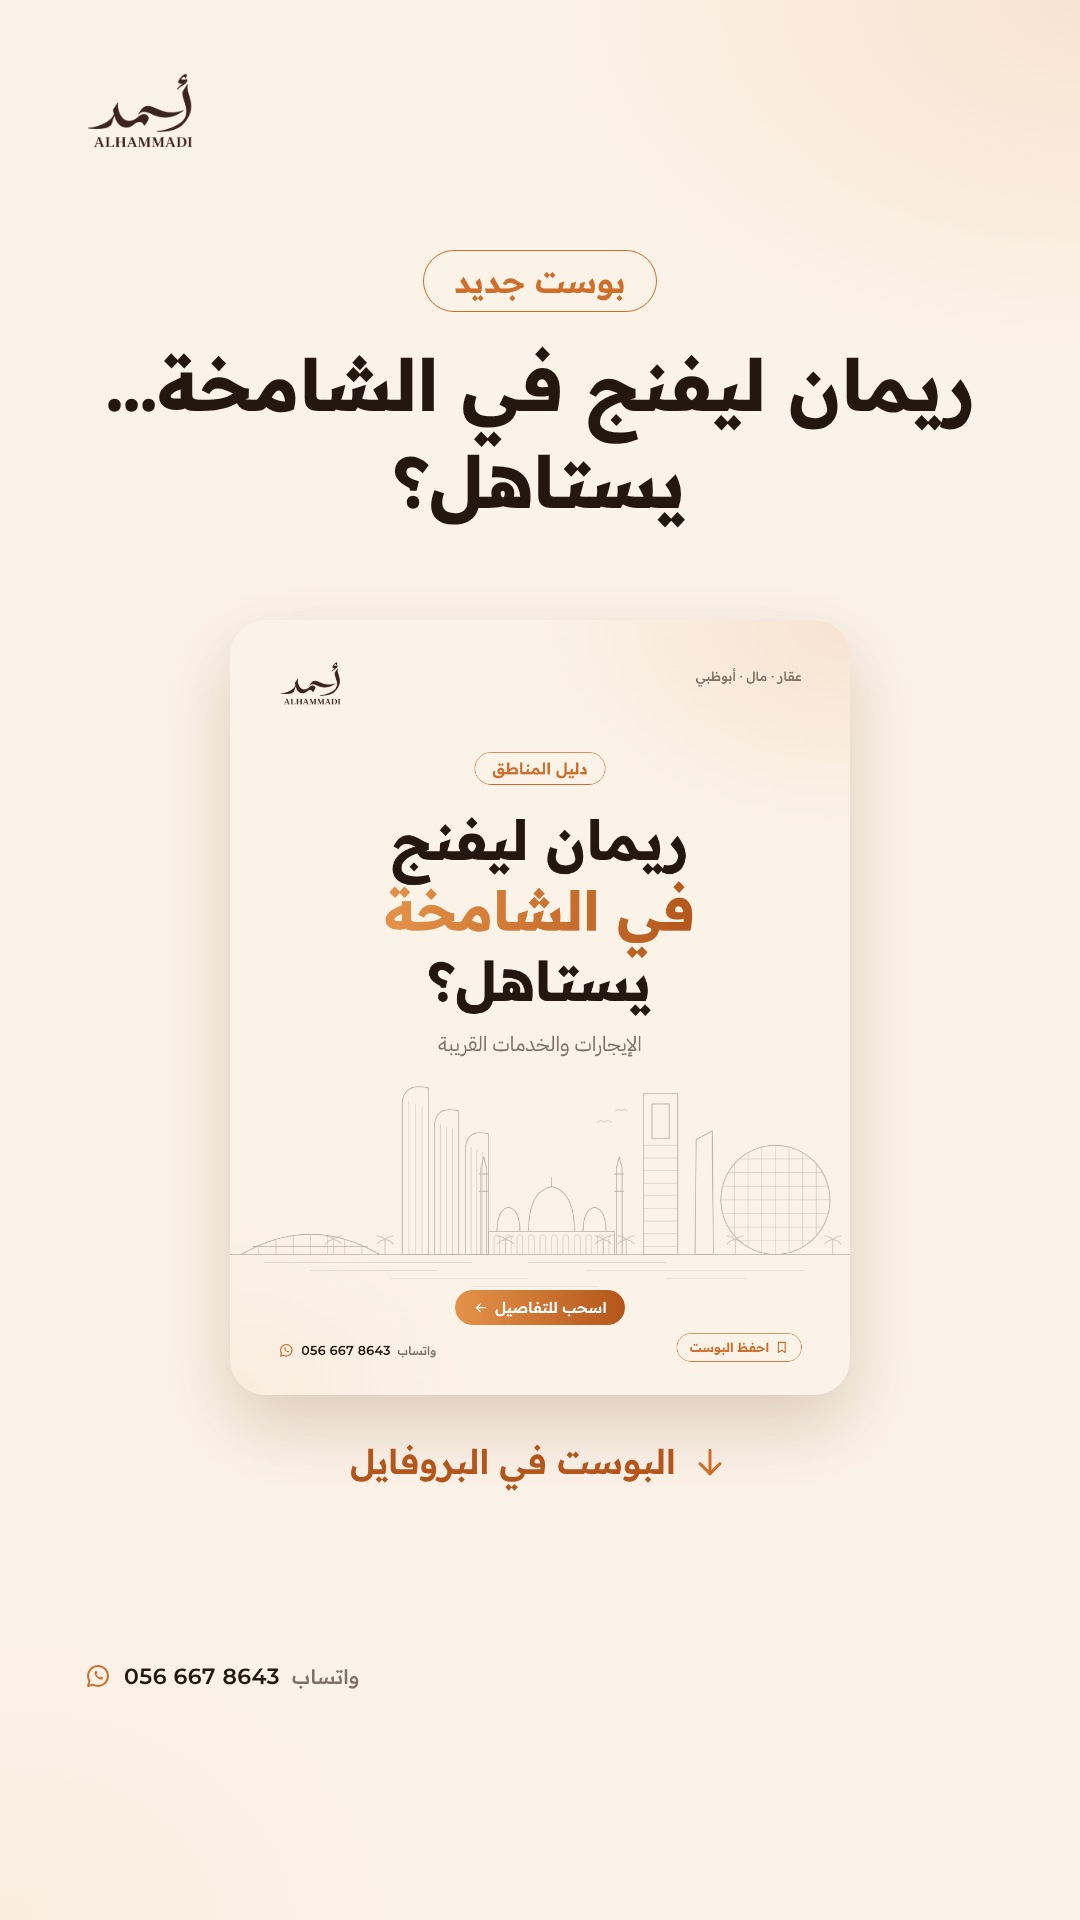 أحمد
ALHAMMADI
بوست جديد
ريمان ليفنج في الشامخة...
يستاهل؟
أحمد
ALHAMMADI
عقار · مال · أبوظبي
دليل المناطق
ريمان ليفنج
في الشامخة
يستاهل؟
الإيجارات والخدمات القريبة
اسحب للتفاصيل ←
احفظ البوست
واتساب 056 667 8643
↓ البوست في البروفايل
واتساب 056 667 8643